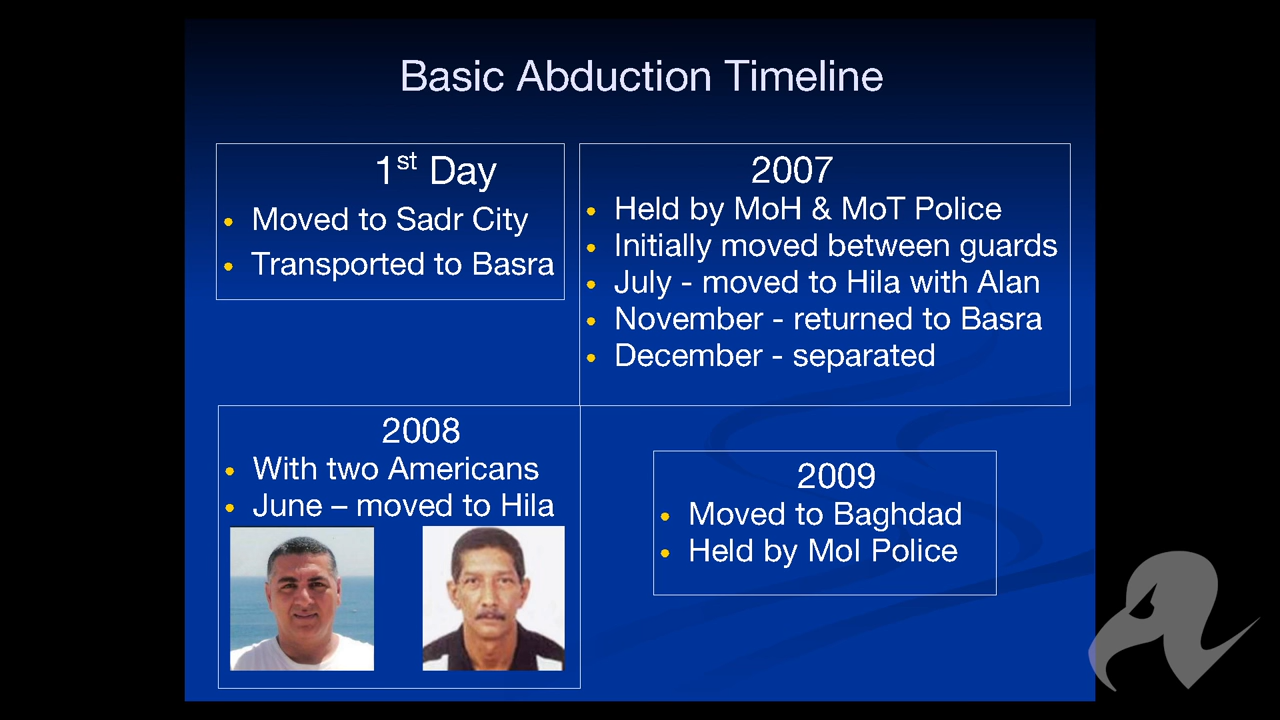 Basic Abduction Timeline
1st Day
• Moved to Sadr City
• Transported to Basra
2007
• Held by MoH & MoT Police
• Initially moved between guards
• July - moved to Hila with Alan
• November - returned to Basra
• December - separated
2008
• With two Americans
• June – moved to Hila
2009
• Moved to Baghdad
• Held by MoI Police